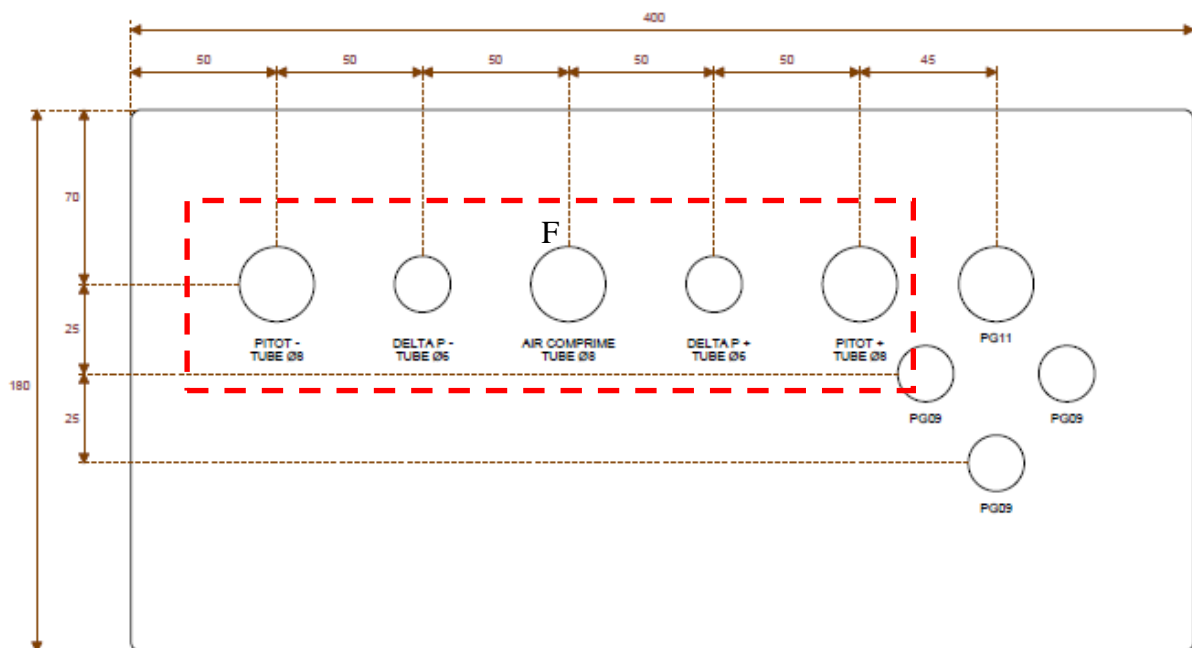 400
50 50 50 50 50 45
70
F
25
PITOT -
TUBE Ø8
DELTA P -
TUBE Ø6
AIR COMPRIME
TUBE Ø8
DELTA P +
TUBE Ø6
PITOT +
TUBE Ø8
PG11
180
25
PG09
PG09
PG09